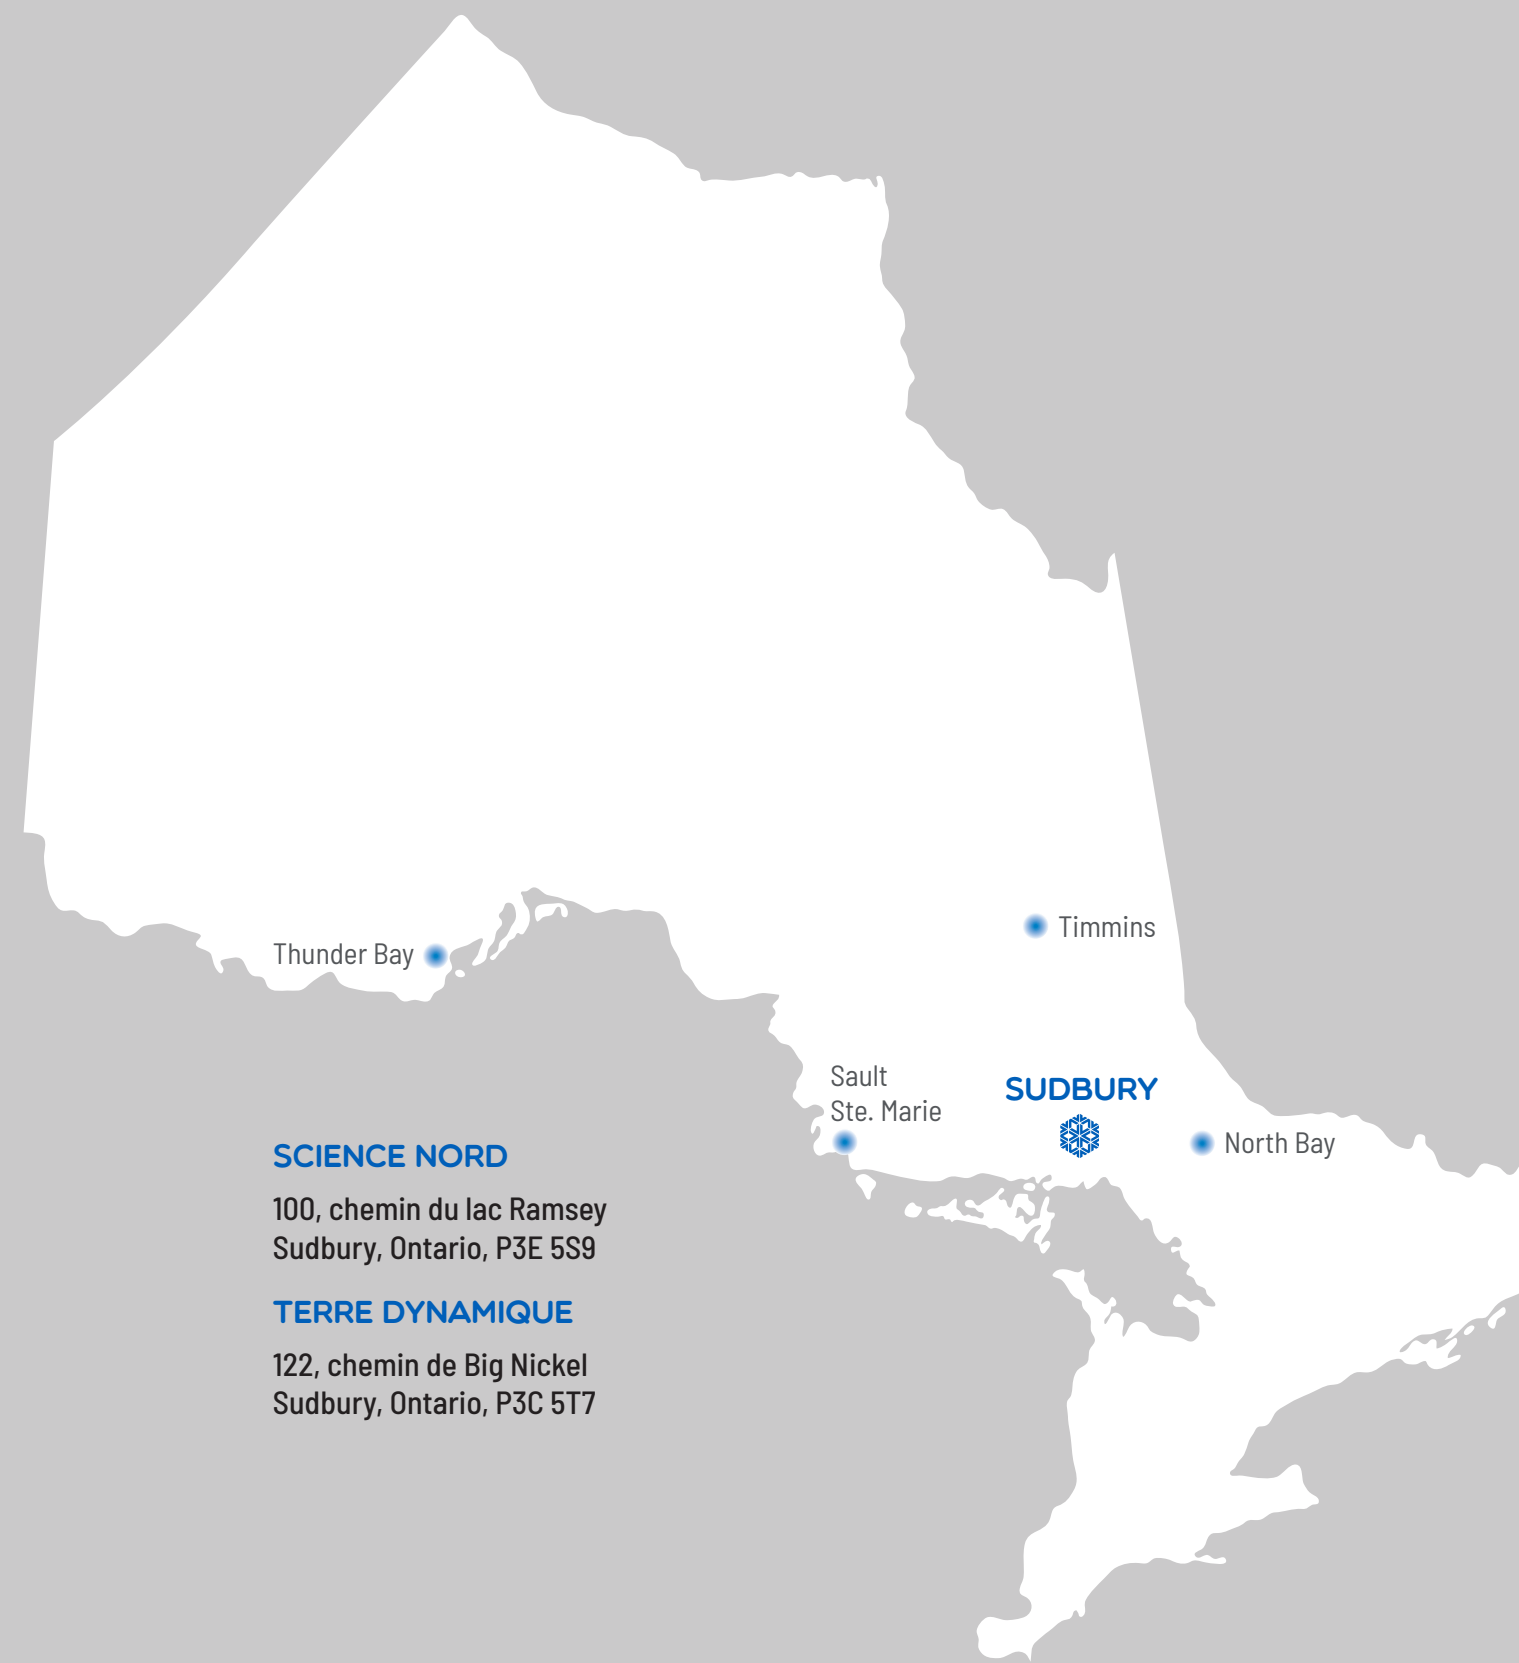 Timmins
Thunder Bay
Sault
Ste. Marie
SUDBURY
North Bay
SCIENCE NORD
100, chemin du lac Ramsey
Sudbury, Ontario, P3E 5S9
TERRE DYNAMIQUE
122, chemin de Big Nickel
Sudbury, Ontario, P3C 5T7